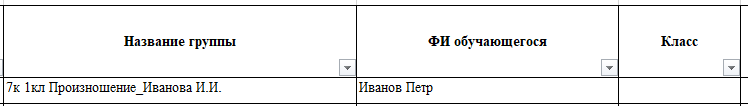 Название группы ФИ обучающегося Класс
7к 1кл Произношение_Иванова И.И. Иванов Петр